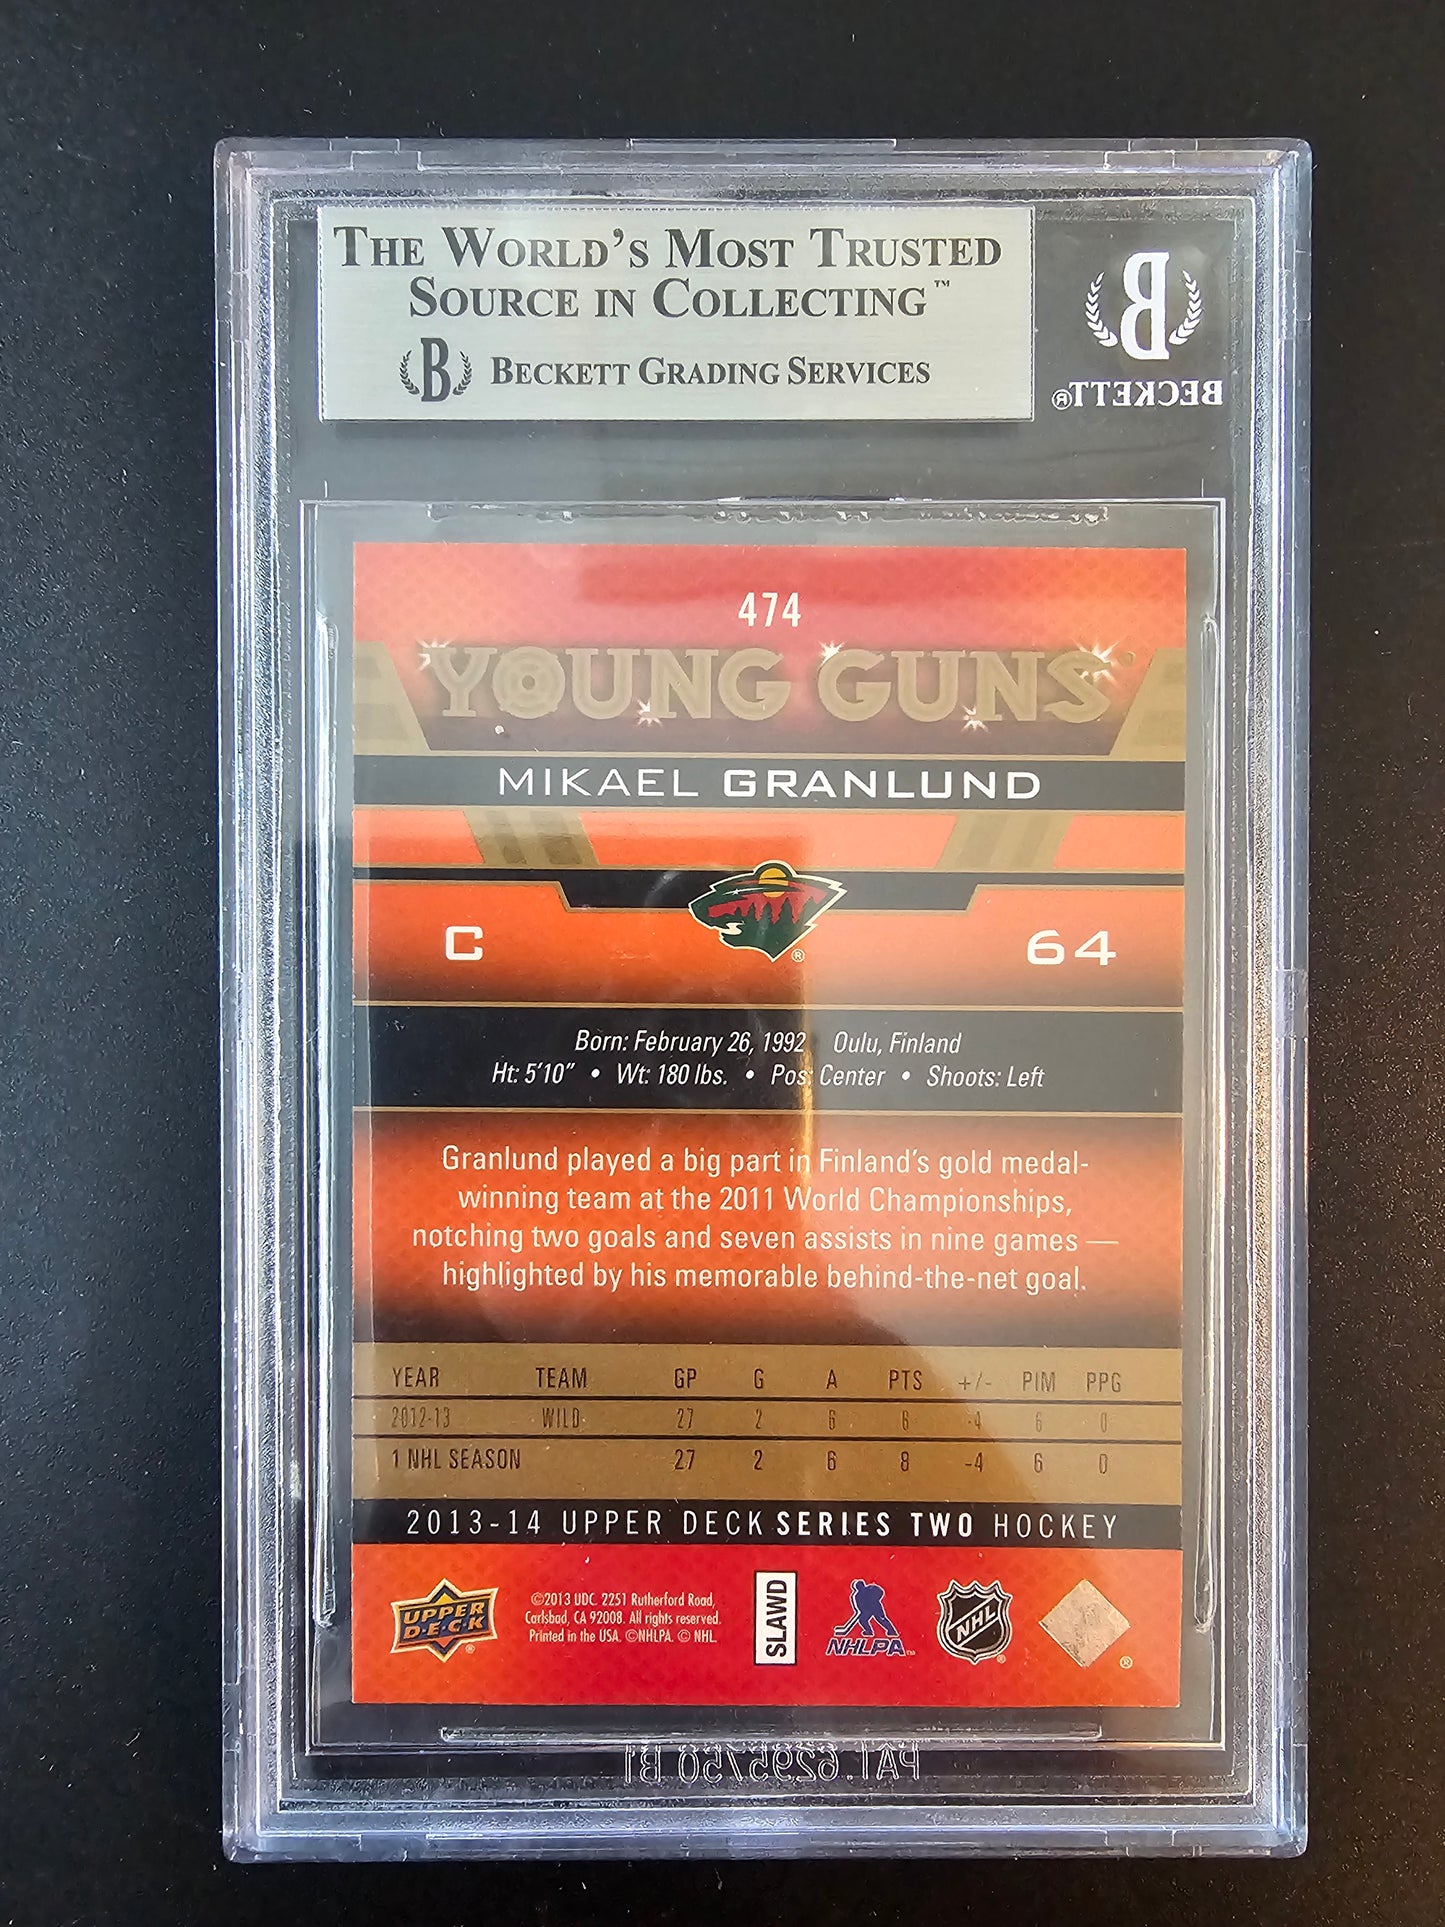 THE WORLD'S MOST TRUSTED
SOURCE IN COLLECTING™
B BECKETT GRADING SERVICES
B
BECKETT®
474
YOUNG GUNS
MIKAEL GRANLUND
C 64
Born: February 26, 1992 Oulu, Finland
Ht: 5'10" • Wt: 180 lbs. • Pos: Center • Shoots: Left
Granlund played a big part in Finland's gold medal-
winning team at the 2011 World Championships,
notching two goals and seven assists in nine games —
highlighted by his memorable behind-the-net goal.
YEAR TEAM GP G A PTS +/- PIM PPG
2012-13 WILD 27 2 6 -4 6 0
1 NHL SEASON 27 2 6 8 -4 6 0
2013-14 UPPER DECK SERIES TWO HOCKEY
UPPER
D•E•C•K
®
©2013 UDC. 2251 Rutherford Road,
Carlsbad, CA 92008. All rights reserved.
Printed in the USA. ©NHLPA. © NHL.
SLAWD
NHLPA™
NHL
®
®
PAT. 6295750 B1